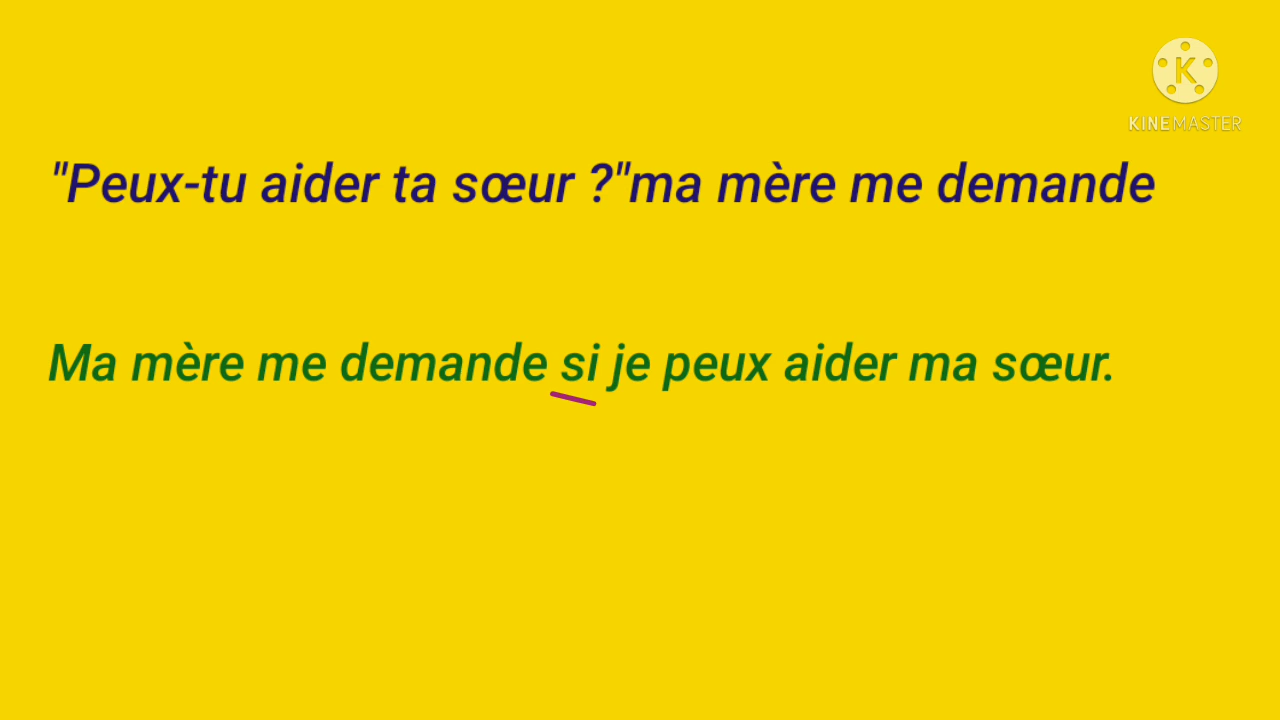 KINEMASTER
"Peux-tu aider ta sœur ?"ma mère me demande
Ma mère me demande si je peux aider ma sœur.